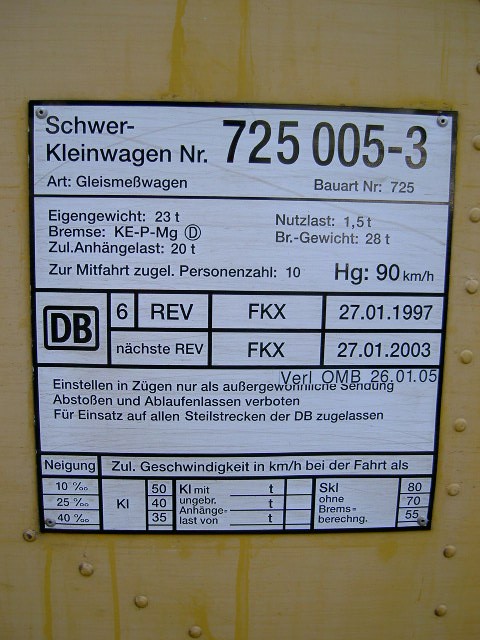 Schwer-
Kleinwagen Nr. 725 005-3
Art: Gleismeßwagen Bauart Nr: 725
Eigengewicht: 23 t Nutzlast: 1,5 t
Bremse: KE-P-Mg Ⓓ Br.-Gewicht: 28 t
Zul.Anhängelast: 20 t
Zur Mitfahrt zugel. Personenzahl: 10 Hg: 90 km/h
DB 6 REV FKX 27.01.1997
nächste REV FKX 27.01.2003
Verl OMB 26.01.05
Einstellen in Zügen nur als außergewöhnliche Sendung
Abstoßen und Ablaufenlassen verboten
Für Einsatz auf allen Steilstrecken der DB zugelassen
Neigung Zul. Geschwindigkeit in km/h bei der Fahrt als
10 ‰ 50 Kl mit t Skl 80
25 ‰ Kl 40 ungebr. Anhänge- t ohne Brems- 70
40 ‰ 35 last von t berechng. 55